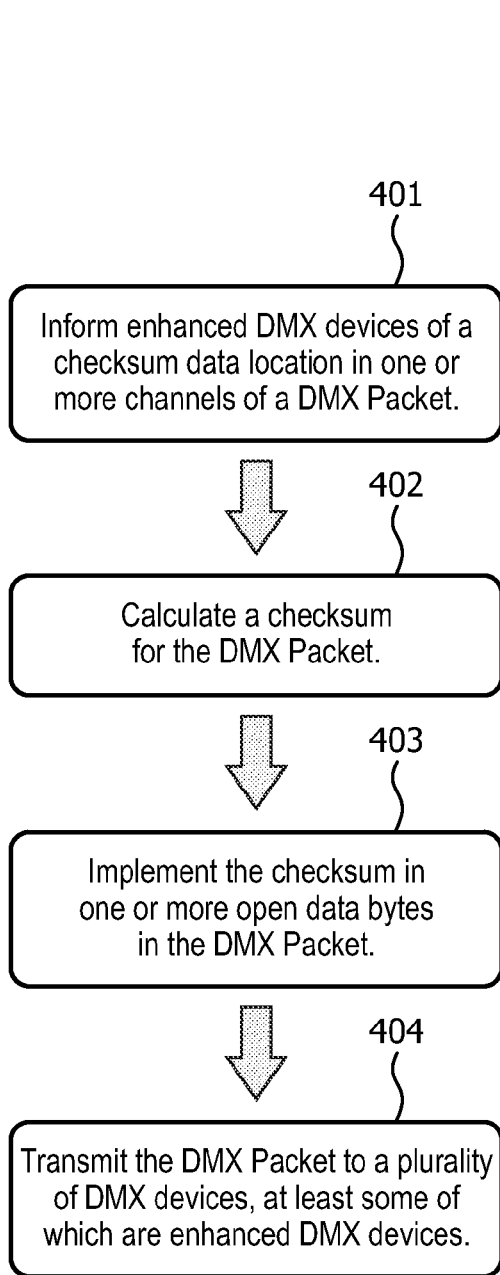 401
Inform enhanced DMX devices of a
checksum data location in one or
more channels of a DMX Packet.
402
Calculate a checksum
for the DMX Packet.
403
Implement the checksum in
one or more open data bytes
in the DMX Packet.
404
Transmit the DMX Packet to a plurality
of DMX devices, at least some of
which are enhanced DMX devices.